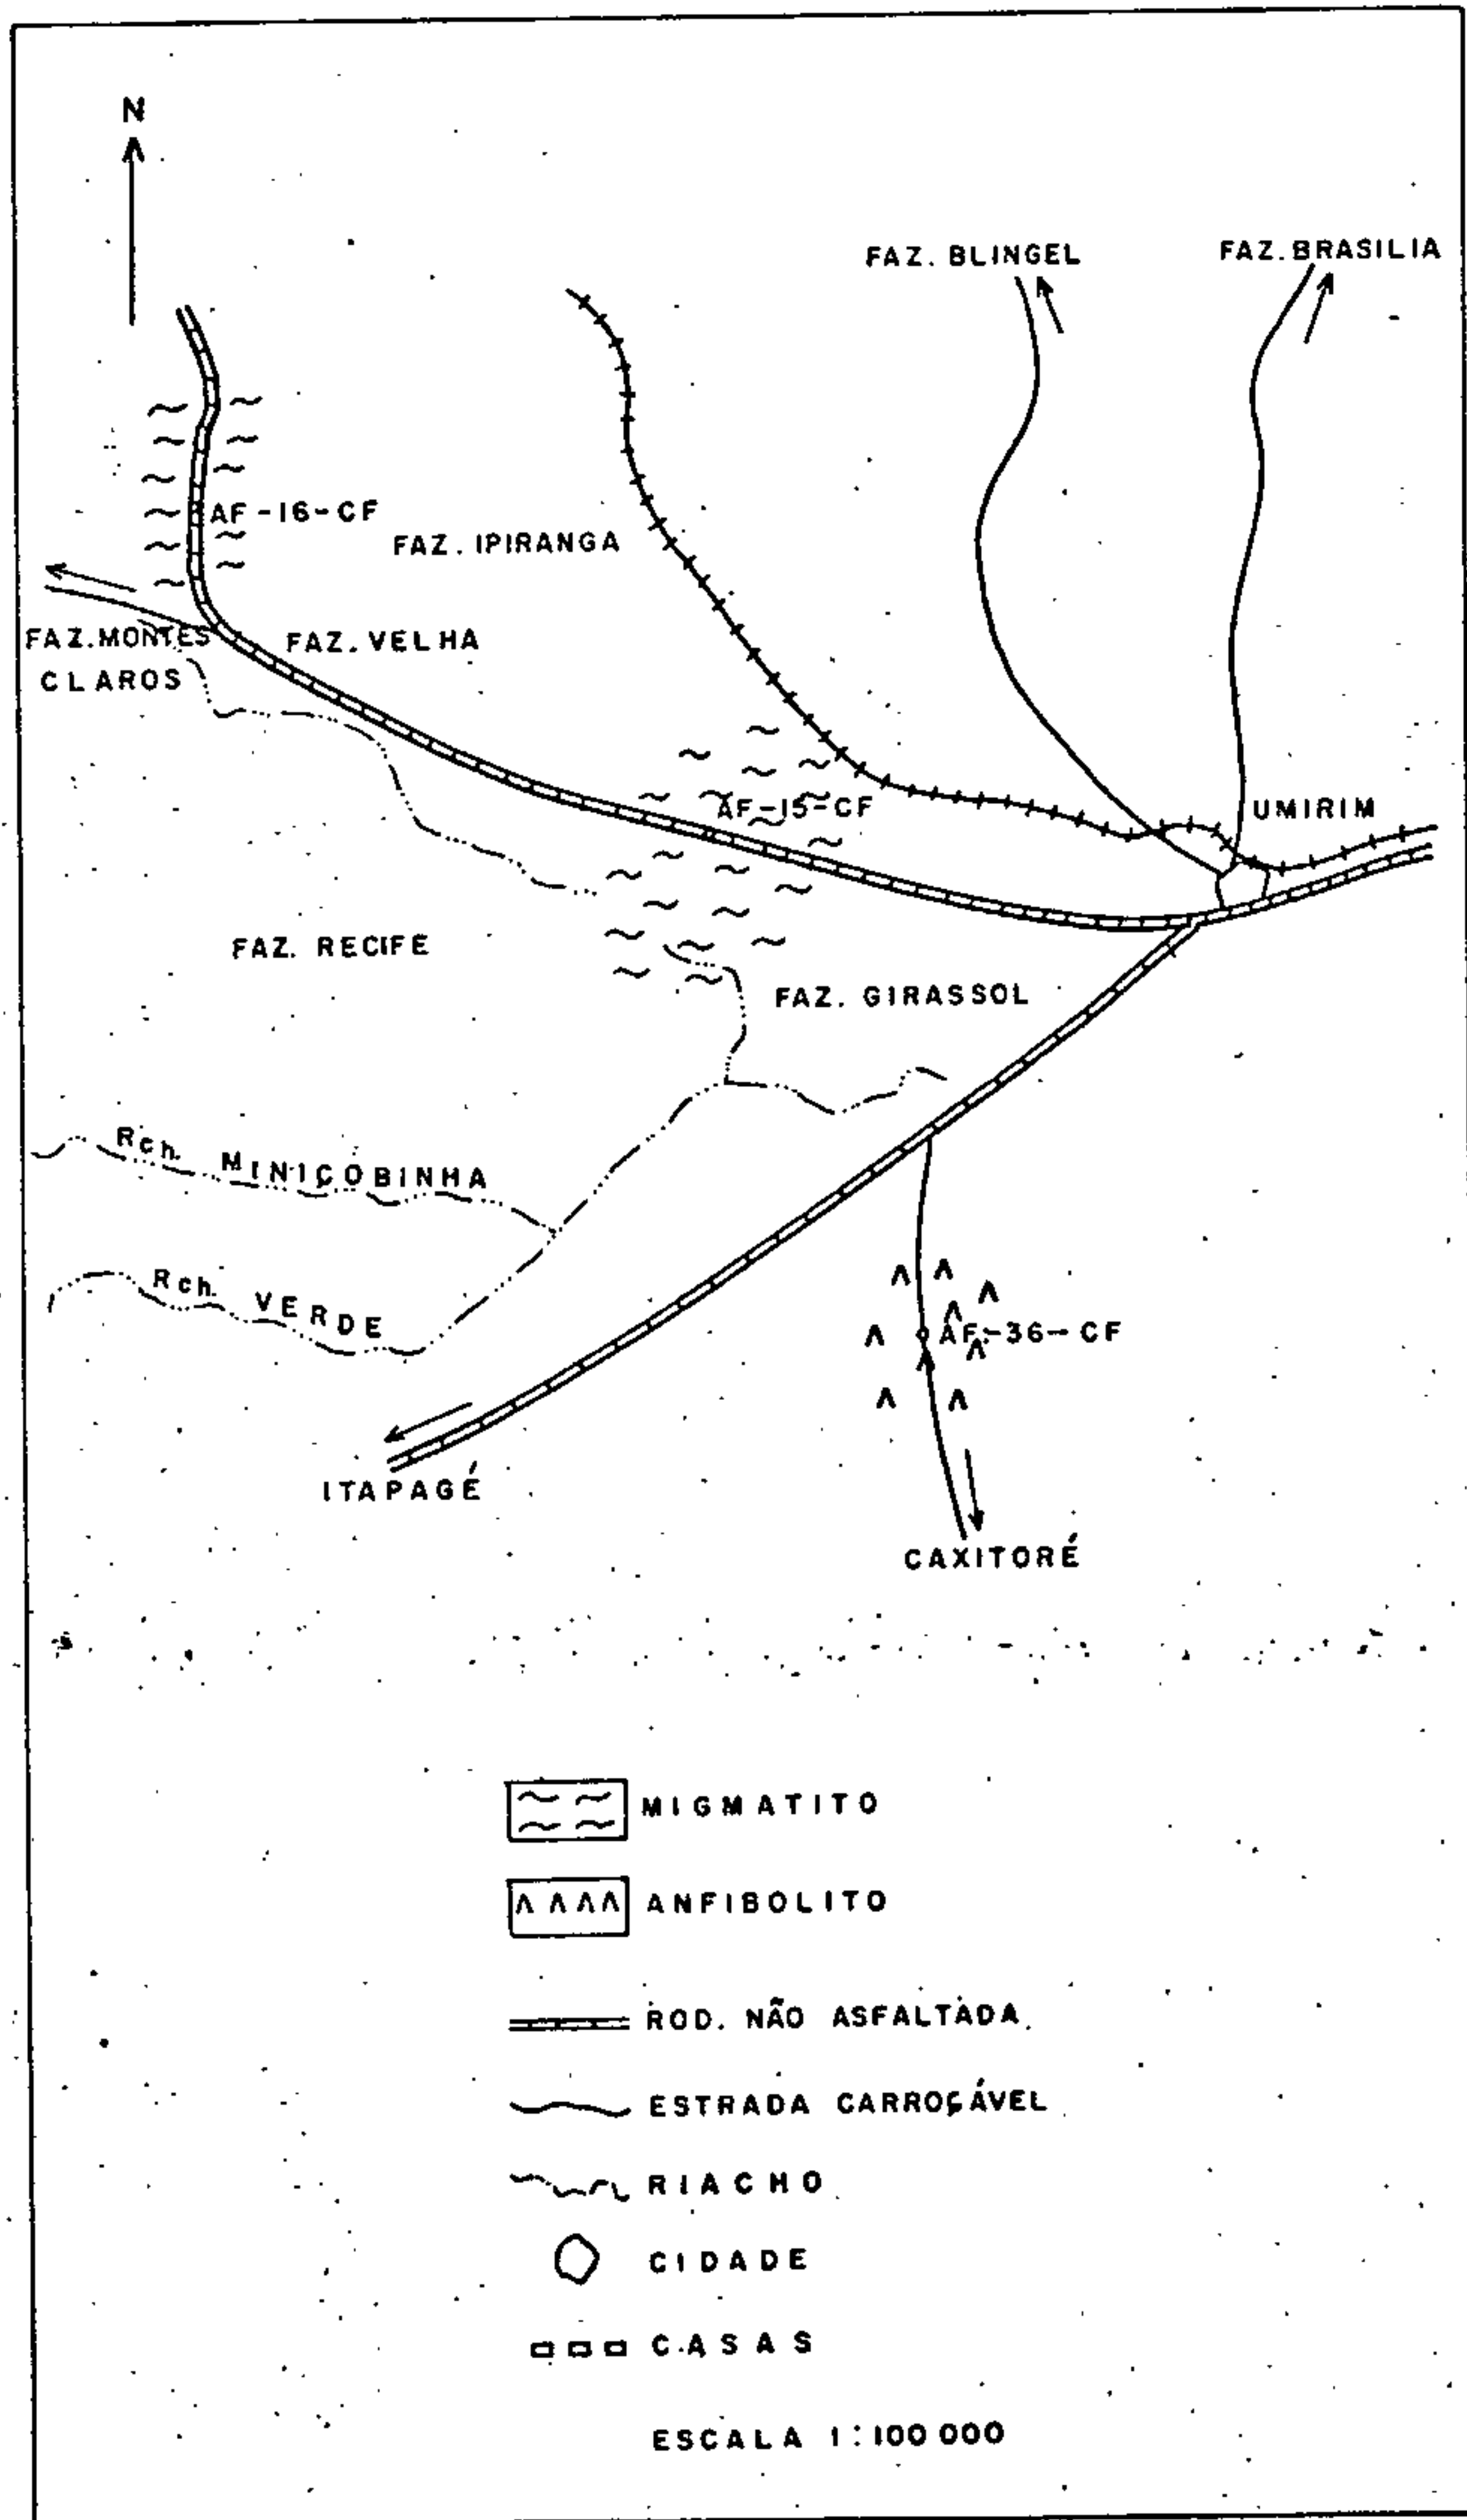 N
FAZ. BLINGEL
FAZ. BRASILIA
AF-16-CF
FAZ. IPIRANGA
FAZ. MONTES
CLAROS
FAZ. VELHA
AF-15-CF
UMIRIM
FAZ. RECIFE
FAZ. GIRASSOL
Rch. MINIÇOBINHA
Rch. VERDE
AF-36-CF
ITAPAGÉ
CAXITORÉ
MIGMATITO
ANFIBOLITO
ROD. NÃO ASFALTADA
ESTRADA CARROÇÁVEL
RIACHO
CIDADE
CASAS
ESCALA 1:100 000